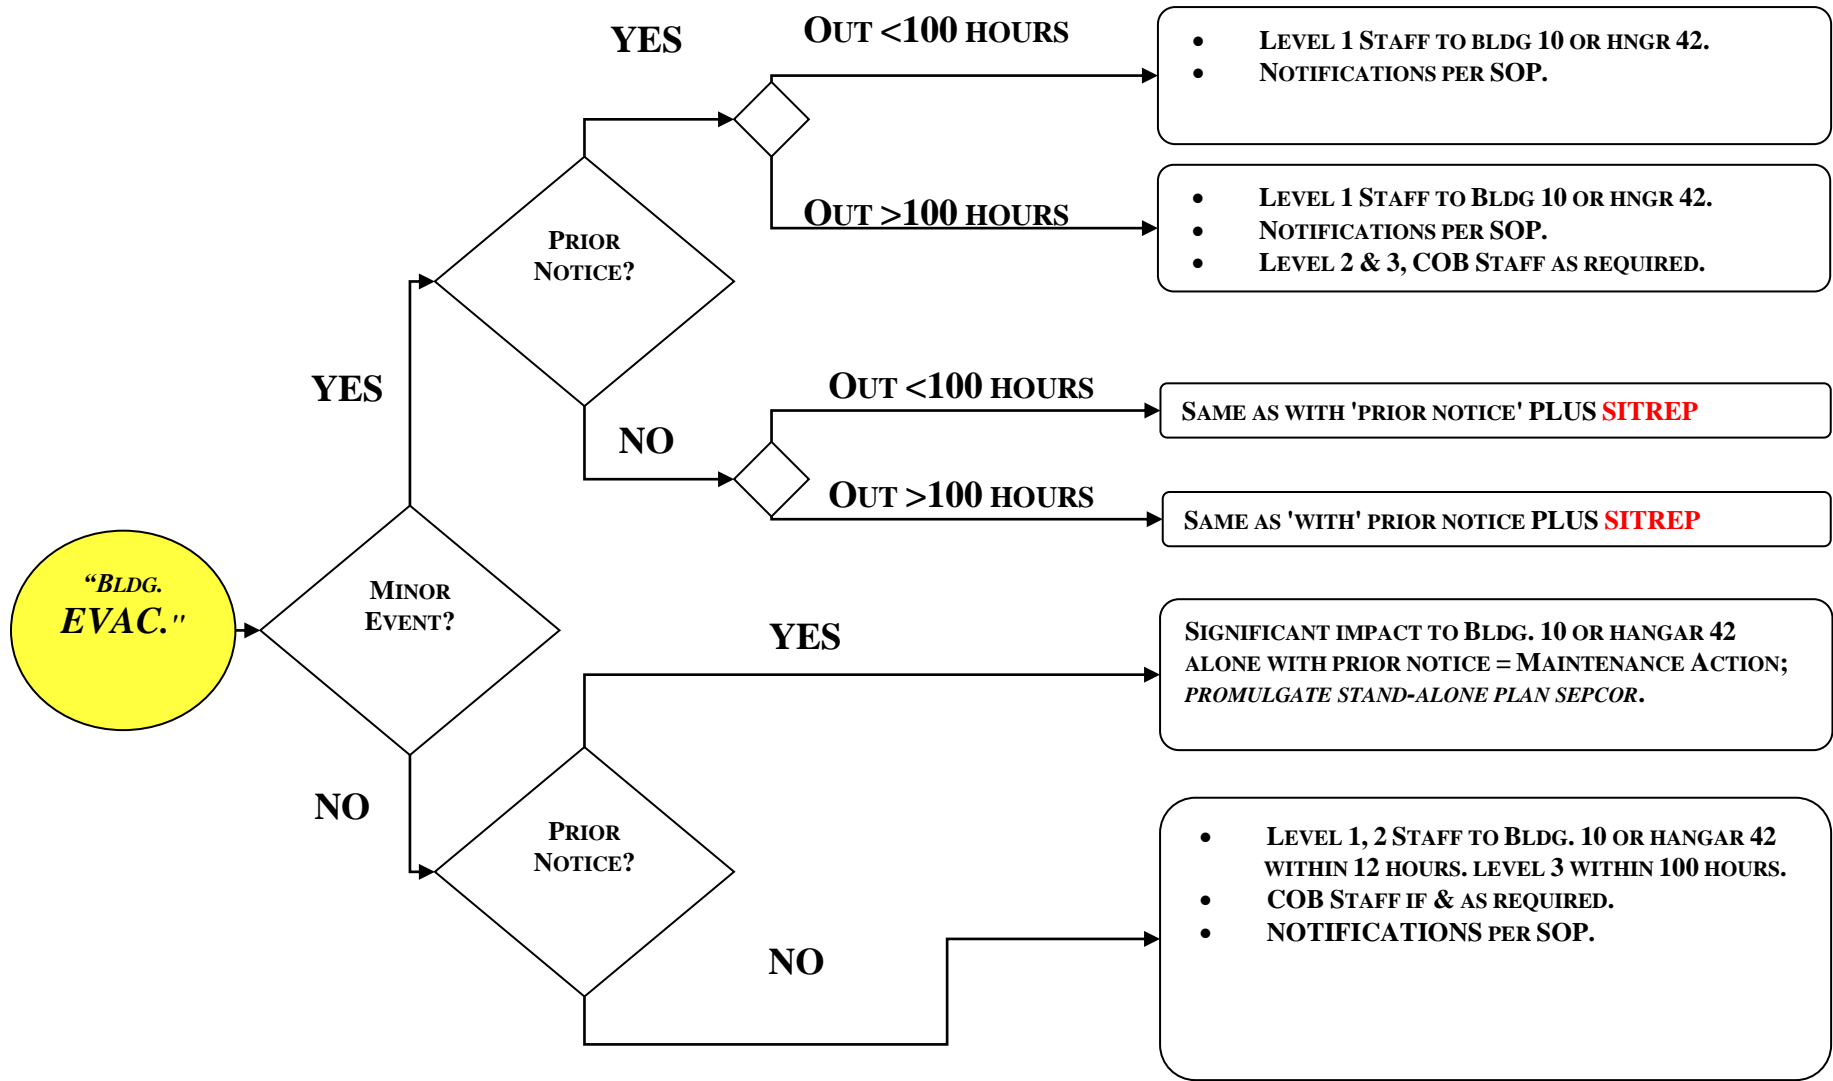 YES
OUT <100 HOURS
• LEVEL 1 STAFF TO BLDG 10 OR HNGR 42.
• NOTIFICATIONS PER SOP.
OUT >100 HOURS
• LEVEL 1 STAFF TO BLDG 10 OR HNGR 42.
• NOTIFICATIONS PER SOP.
• LEVEL 2 & 3, COB STAFF AS REQUIRED.
PRIOR
NOTICE?
YES
NO
OUT <100 HOURS
SAME AS WITH 'PRIOR NOTICE' PLUS SITREP
OUT >100 HOURS
SAME AS 'WITH' PRIOR NOTICE PLUS SITREP
“BLDG.
EVAC."
MINOR
EVENT?
YES
SIGNIFICANT IMPACT TO BLDG. 10 OR HANGAR 42
ALONE WITH PRIOR NOTICE = MAINTENANCE ACTION;
PROMULGATE STAND-ALONE PLAN SEPCOR.
NO
PRIOR
NOTICE?
NO
• LEVEL 1, 2 STAFF TO BLDG. 10 OR HANGAR 42
WITHIN 12 HOURS. LEVEL 3 WITHIN 100 HOURS.
• COB STAFF IF & AS REQUIRED.
• NOTIFICATIONS PER SOP.